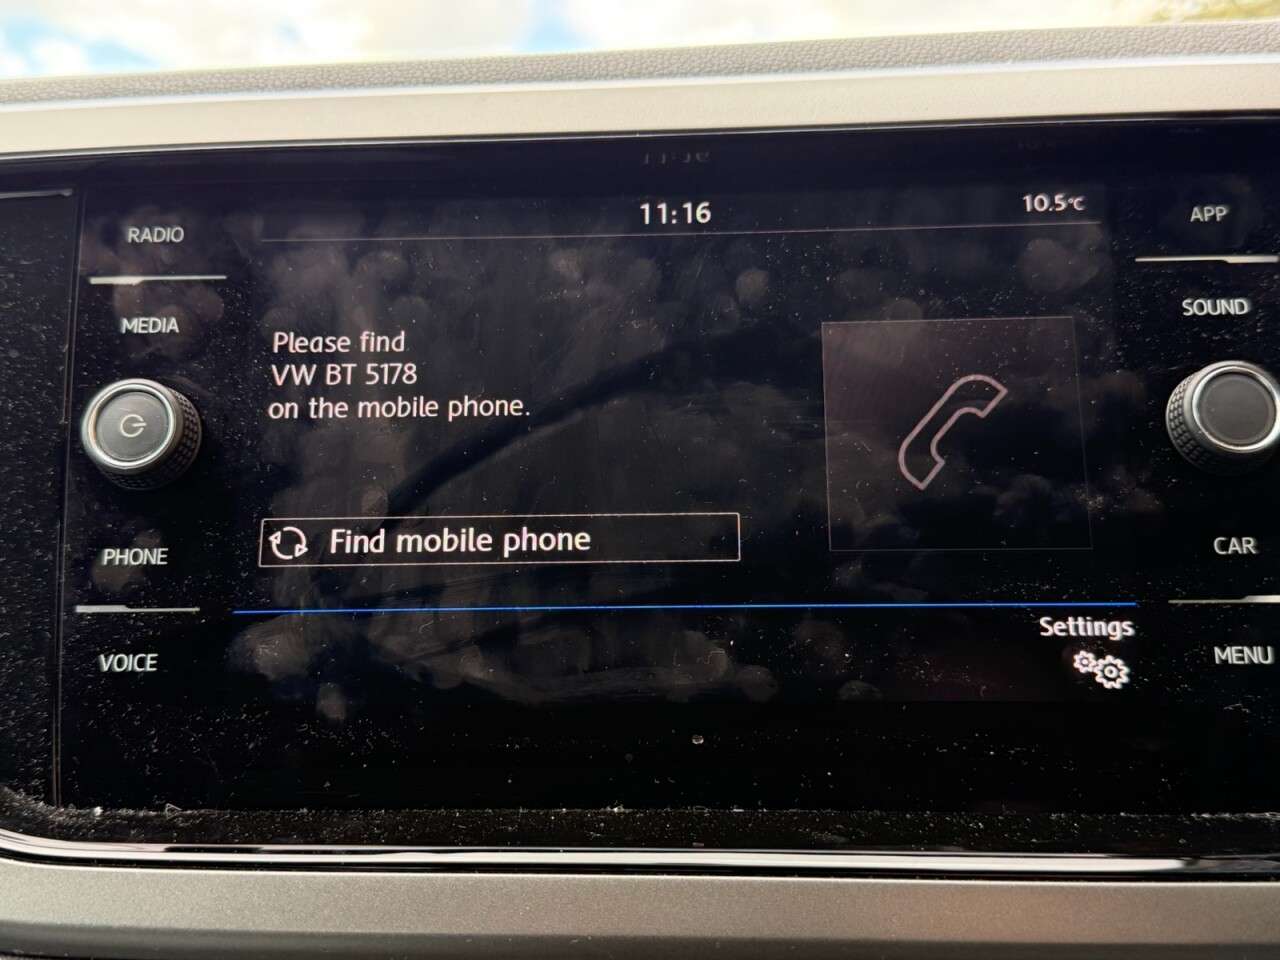 11:16
10.5°C
RADIO
MEDIA
PHONE
VOICE
Please find
VW BT 5178
on the mobile phone.
Find mobile phone
Settings
APP
SOUND
CAR
MENU